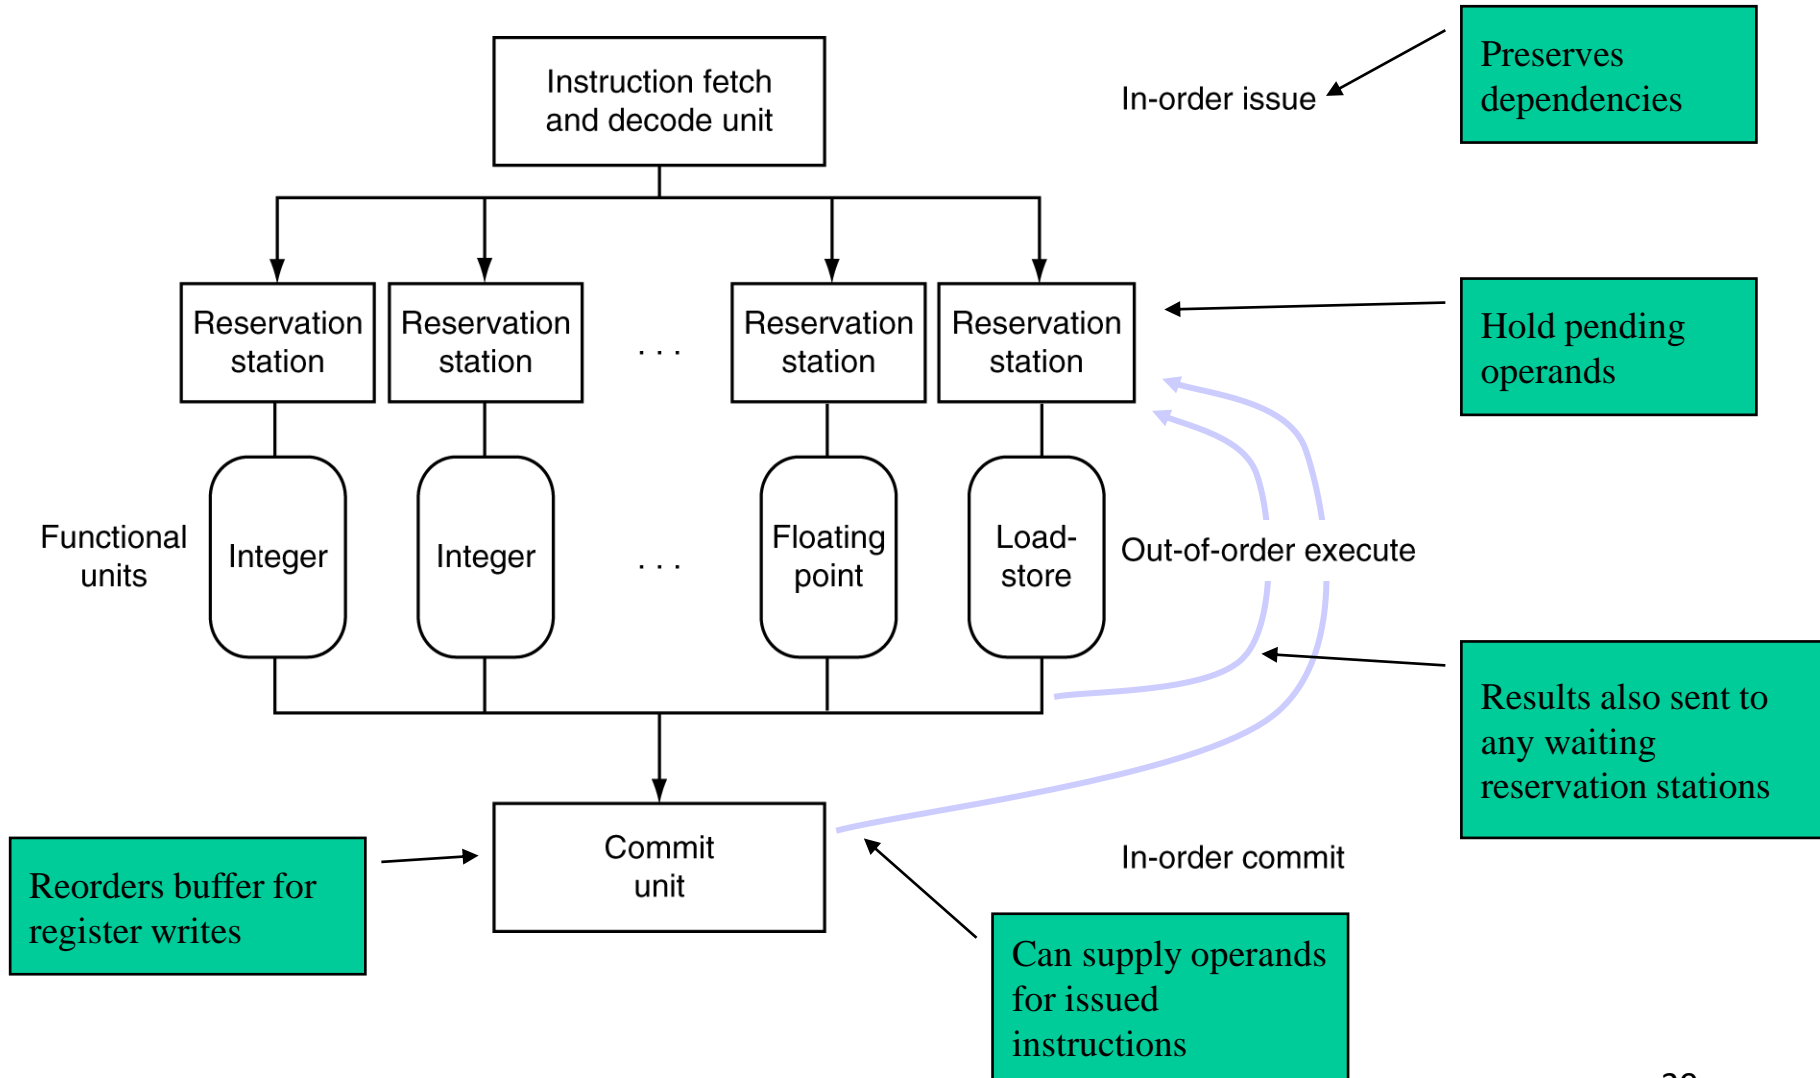 Instruction fetch
and decode unit
In-order issue
Preserves
dependencies
Reservation
station
Reservation
station
. . .
Reservation
station
Reservation
station
Hold pending
operands
Functional
units
Integer
Integer
. . .
Floating
point
Load-
store
Out-of-order execute
Results also sent to
any waiting
reservation stations
Commit
unit
In-order commit
Reorders buffer for
register writes
Can supply operands
for issued
instructions